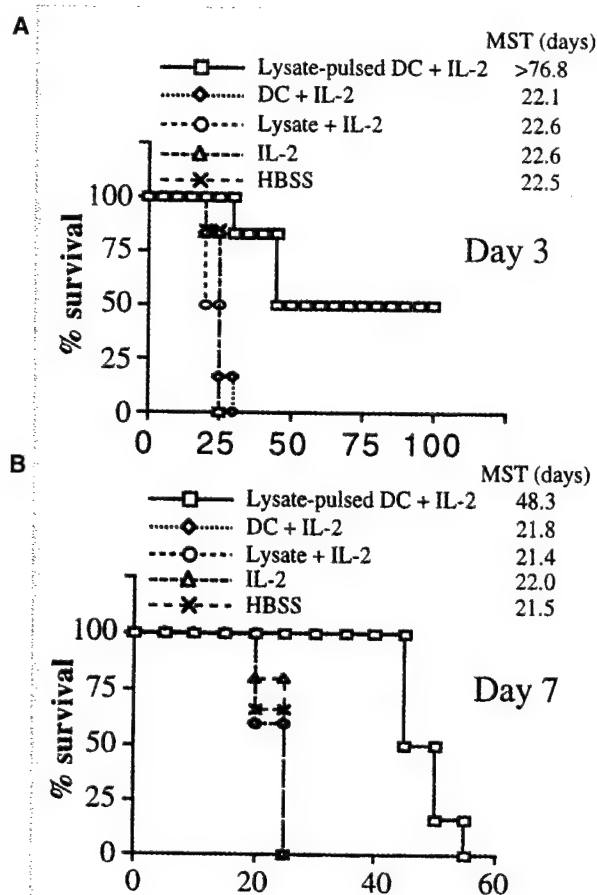 A
MST (days)
Lysate-pulsed DC + IL-2 >76.8
DC + IL-2 22.1
Lysate + IL-2 22.6
IL-2 22.6
HBSS 22.5
100
75
50
25
0
% survival
Day 3
0 25 50 75 100
B
MST (days)
Lysate-pulsed DC + IL-2 48.3
DC + IL-2 21.8
Lysate + IL-2 21.4
IL-2 22.0
HBSS 21.5
100
75
50
25
0
% survival
Day 7
0 20 40 60